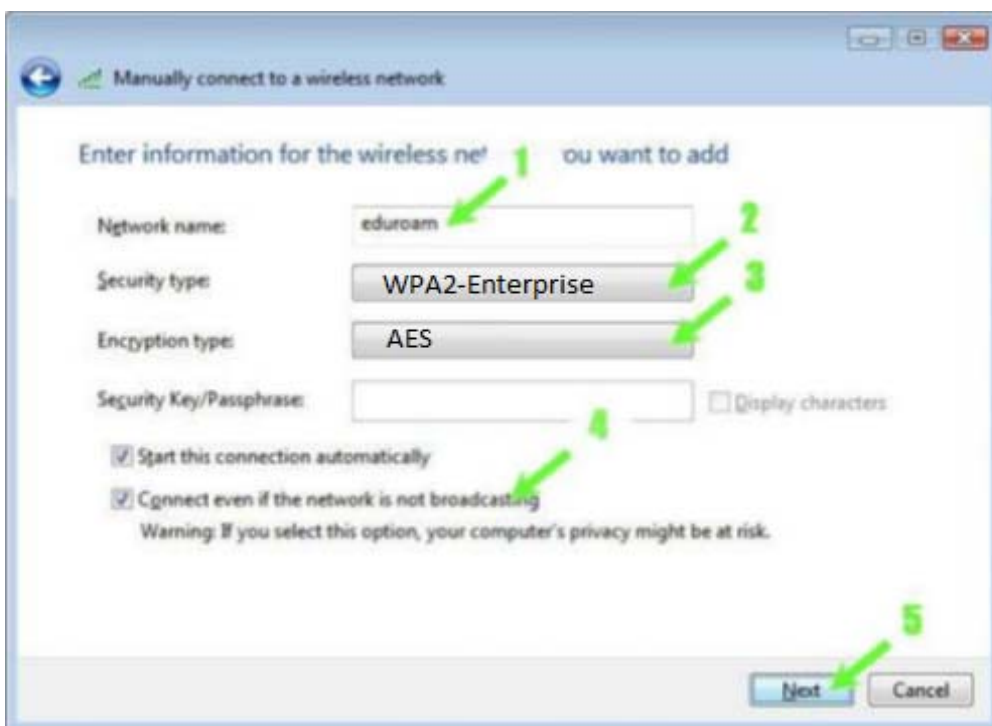 Manually connect to a wireless network
Enter information for the wireless ou want to add
1
Network name: eduroam
2
Security type: WPA2-Enterprise
3
Encryption type: AES
Security Key/Passphrase: Display characters
4
Start this connection automatically
Connect even if the network is not broadcasting
Warning: If you select this option, your computer's privacy might be at risk.
5
Next Cancel